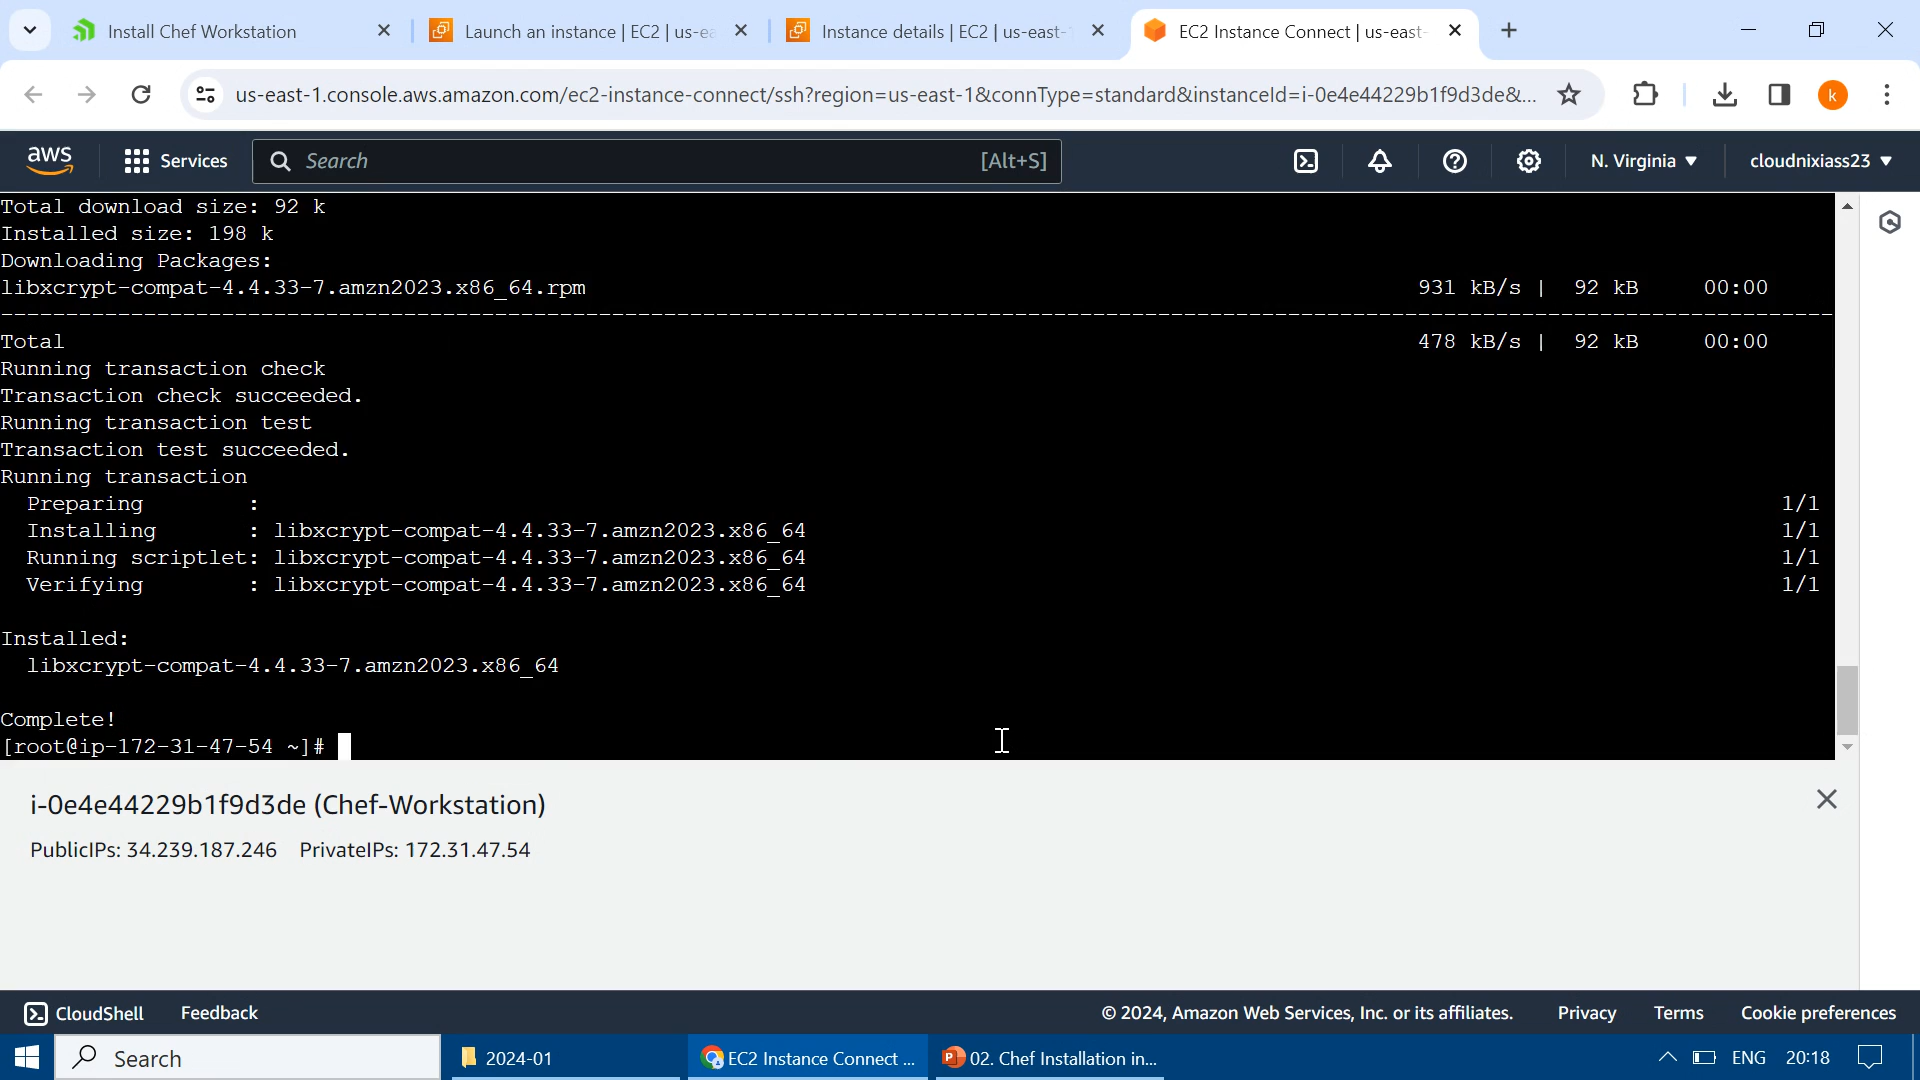 Install Chef Workstation
Launch an instance | EC2 | us-ea
Instance details | EC2 | us-east-1
EC2 Instance Connect | us-east-
us-east-1.console.aws.amazon.com/ec2-instance-connect/ssh?region=us-east-1&connType=standard&instanceId=i-0e4e44229b1f9d3de&...
k
aws
Services
Search
[Alt+S]
N. Virginia
cloudnixiass23
Total download size: 92 k
Installed size: 198 k
Downloading Packages:
libxcrypt-compat-4.4.33-7.amzn2023.x86_64.rpm 931 kB/s | 92 kB 00:00
--------------------------------------------------------------------------------
Total 478 kB/s | 92 kB 00:00
Running transaction check
Transaction check succeeded.
Running transaction test
Transaction test succeeded.
Running transaction
Preparing : 1/1
Installing : libxcrypt-compat-4.4.33-7.amzn2023.x86_64 1/1
Running scriptlet: libxcrypt-compat-4.4.33-7.amzn2023.x86_64 1/1
Verifying : libxcrypt-compat-4.4.33-7.amzn2023.x86_64 1/1
Installed:
libxcrypt-compat-4.4.33-7.amzn2023.x86_64
Complete!
[root@ip-172-31-47-54 ~]#
i-0e4e44229b1f9d3de (Chef-Workstation)
PublicIPs: 34.239.187.246 PrivateIPs: 172.31.47.54
CloudShell Feedback
© 2024, Amazon Web Services, Inc. or its affiliates. Privacy Terms Cookie preferences
Search
2024-01
EC2 Instance Connect ...
02. Chef Installation in...
ENG
20:18